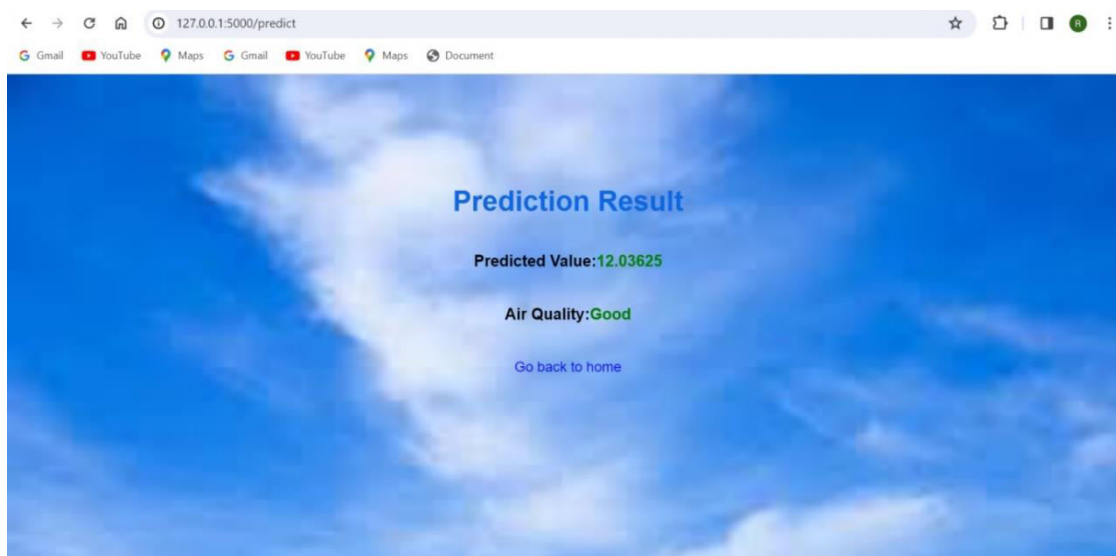 127.0.0.1:5000/predict
R
Gmail YouTube Maps Gmail YouTube Maps Document
Prediction Result
Predicted Value:12.03625
Air Quality:Good
Go back to home